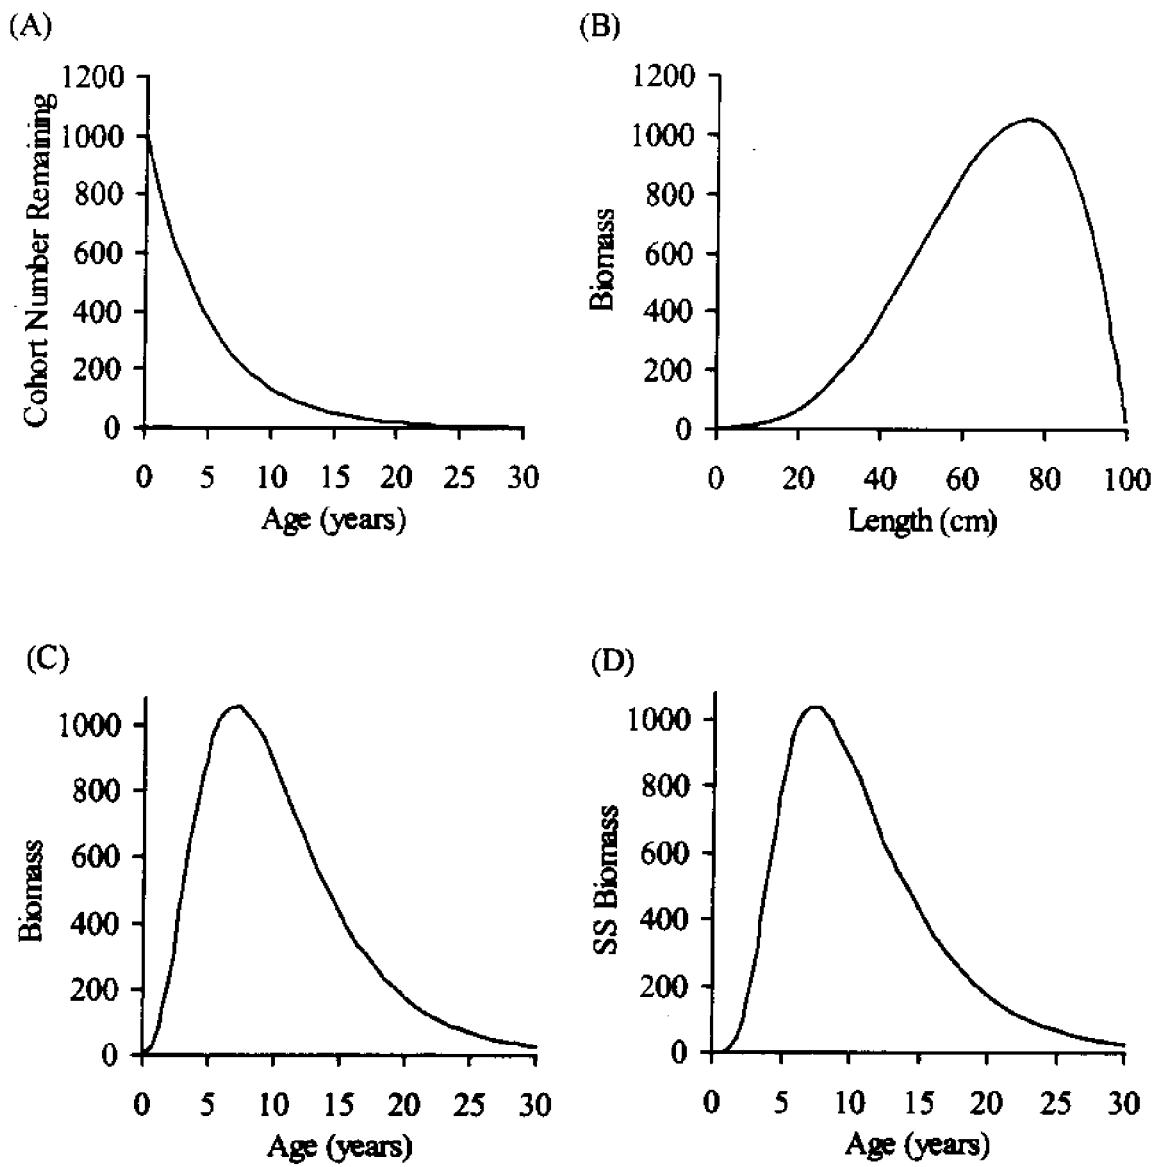 (A)
1200
1000
800
600
400
200
0
Cohort Number Remaining
0 5 10 15 20 25 30
Age (years)
(B)
1200
1000
800
600
400
200
0
Biomass
0 20 40 60 80 100
Length (cm)
(C)
1000
800
600
400
200
0
Biomass
0 5 10 15 20 25 30
Age (years)
(D)
1000
800
600
400
200
0
SS Biomass
0 5 10 15 20 25 30
Age (years)